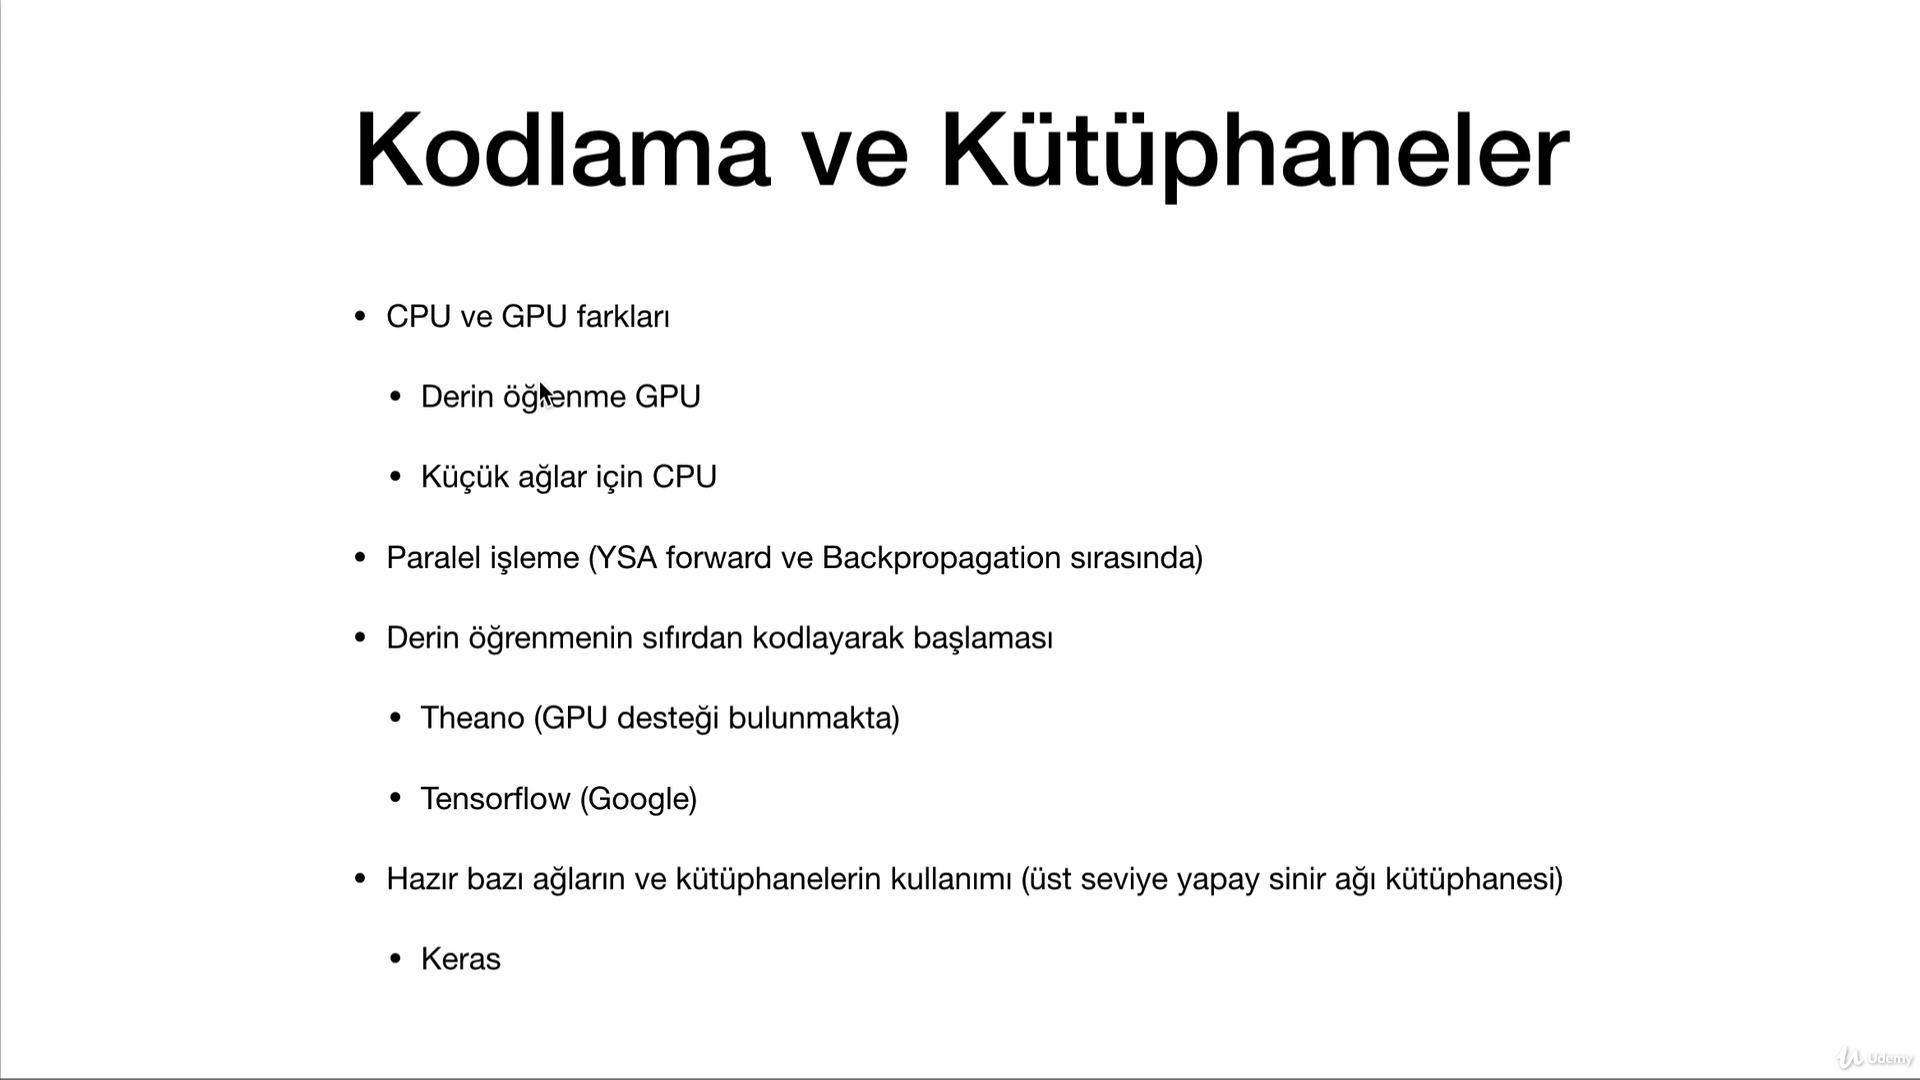 Kodlama ve Kütüphaneler
• CPU ve GPU farkları
• Derin öğrenme GPU
• Küçük ağlar için CPU
• Paralel işleme (YSA forward ve Backpropagation sırasında)
• Derin öğrenmenin sıfırdan kodlayarak başlaması
• Theano (GPU desteği bulunmakta)
• Tensorflow (Google)
• Hazır bazı ağların ve kütüphanelerin kullanımı (üst seviye yapay sinir ağı kütüphanesi)
• Keras
Udemy